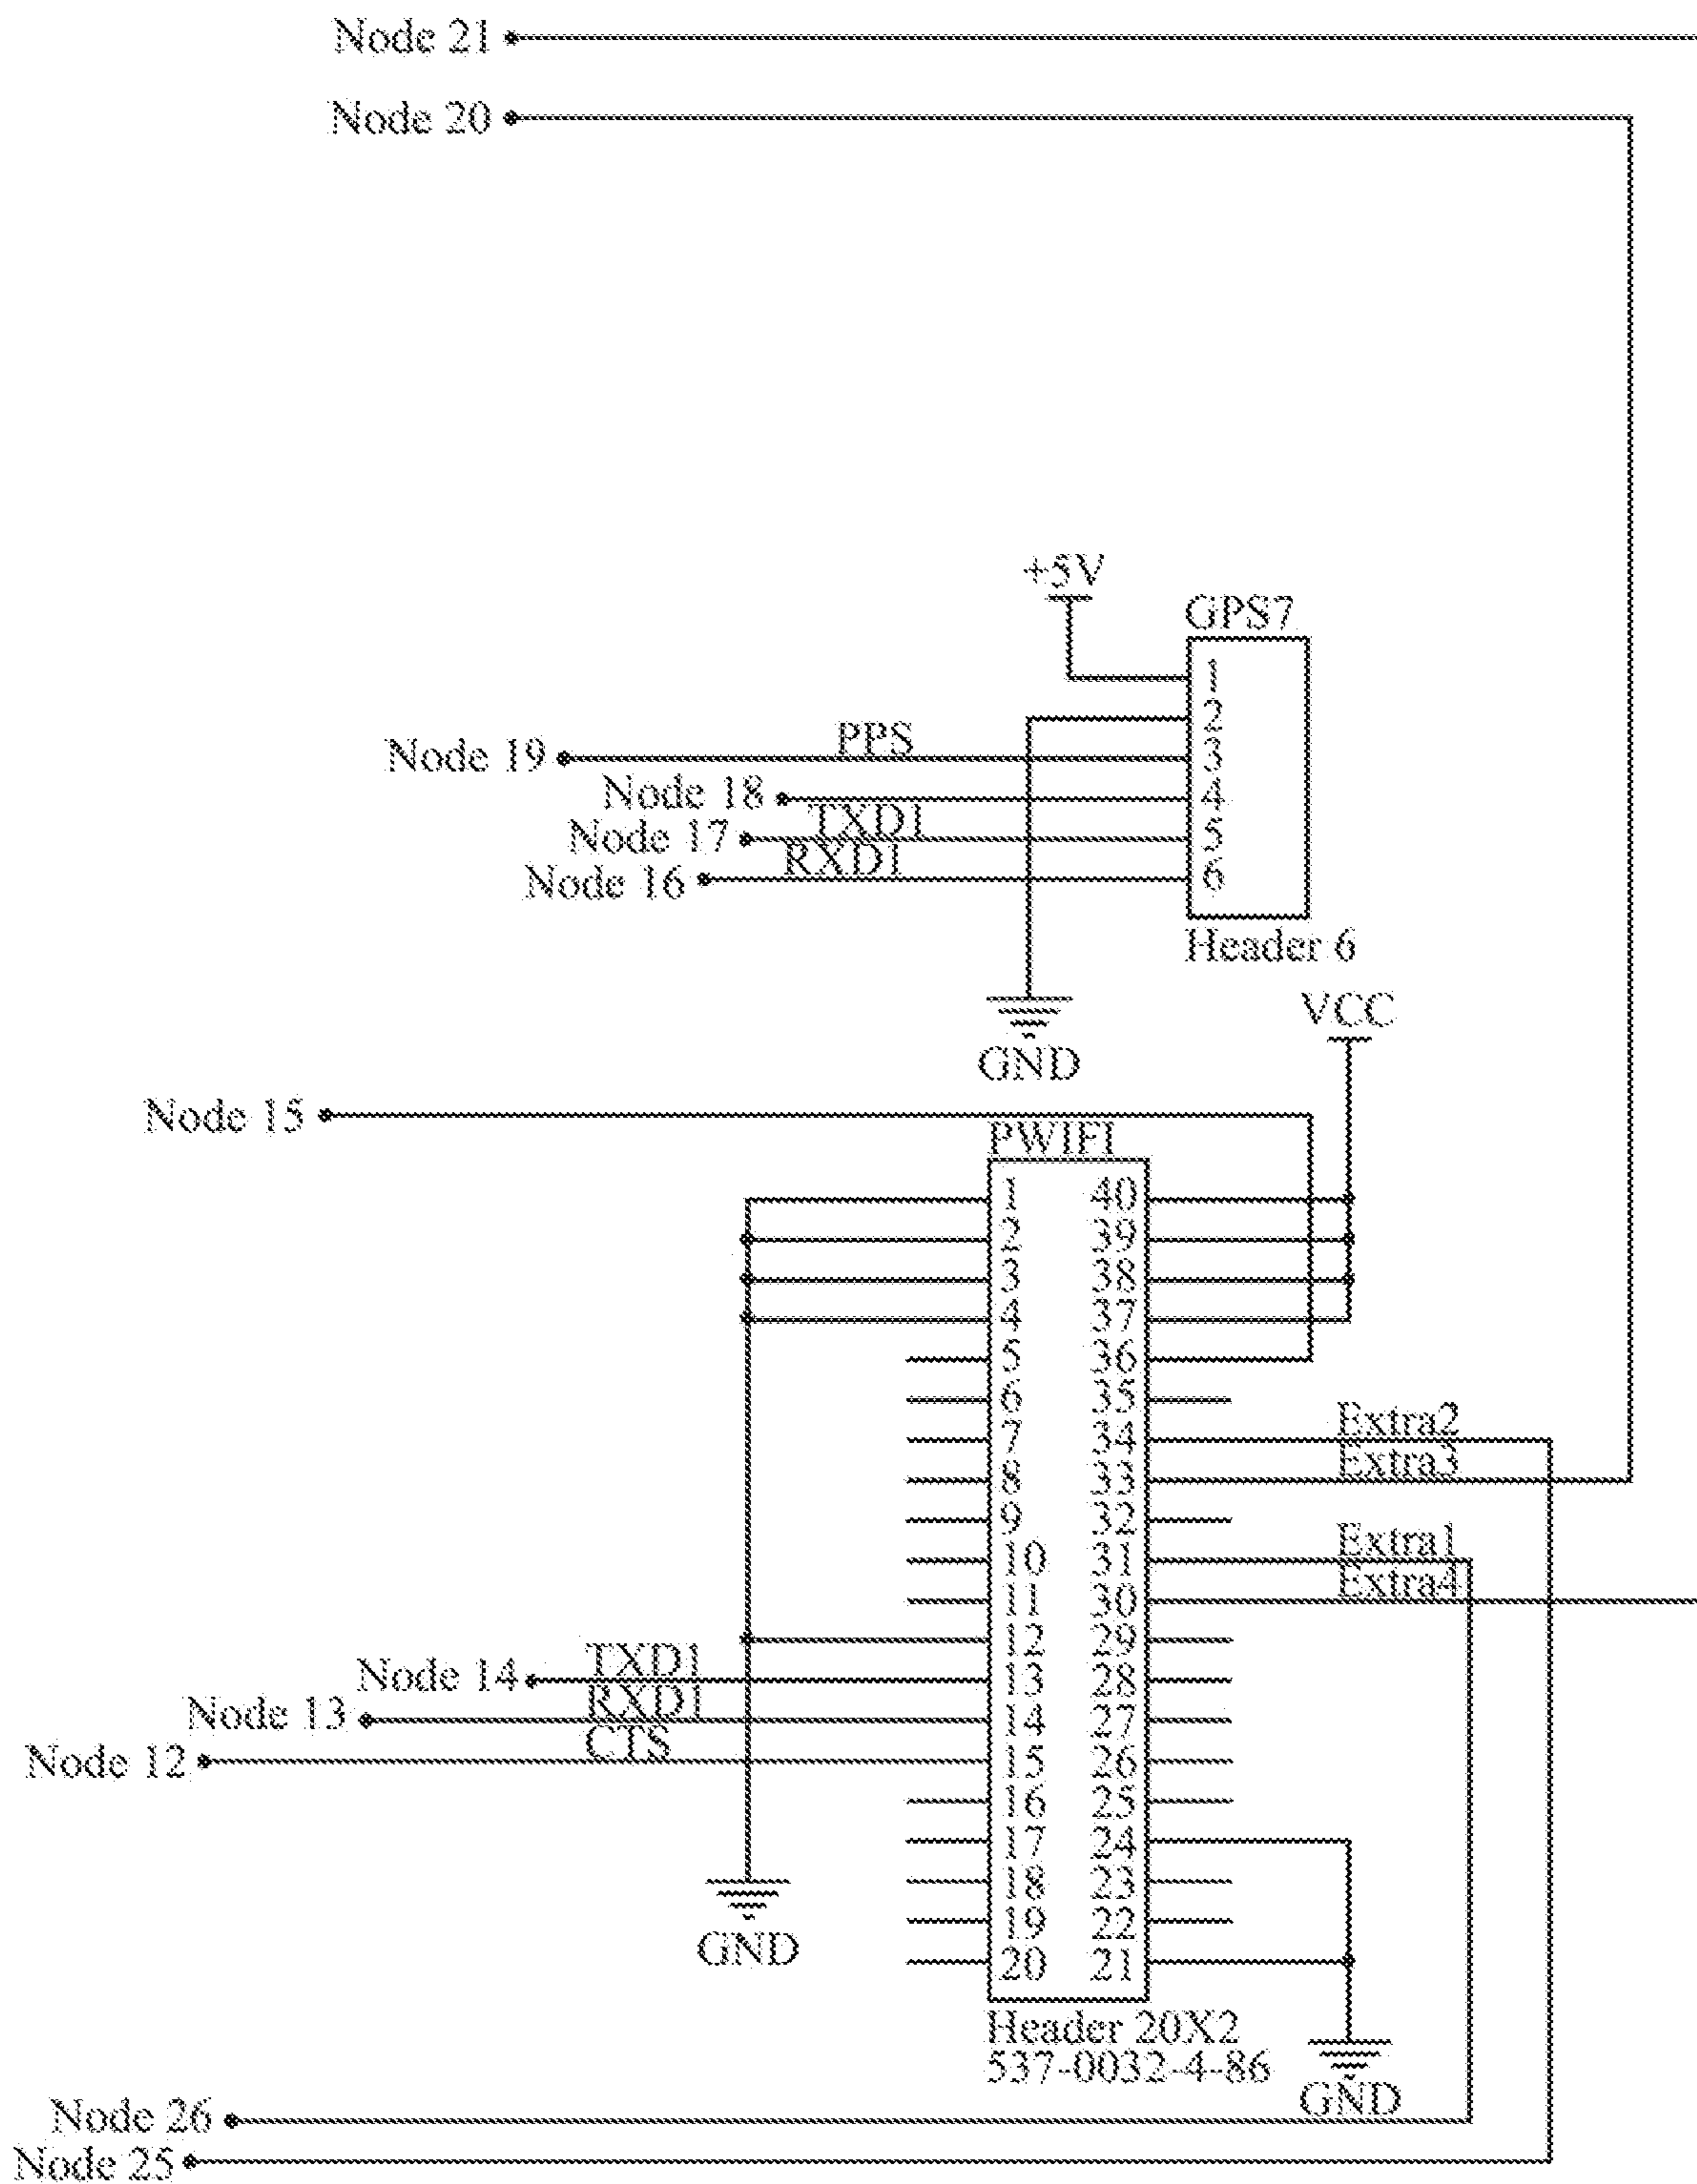 Node 21
Node 20
+5V
GPS7
1
2
PPS
Node 19
3
Node 18
4
TXD1
Node 17
5
RXD1
Node 16
6
Header 6
VCC
GND
Node 15
PWIFI
1 40
2 39
3 38
4 37
5 36
6 35
Extra2
7 34
Extra3
8 33
9 32
Extra1
10 31
Extra4
11 30
12 29
TXD1
Node 14
13 28
RXD1
Node 13
14 27
CTS
Node 12
15 26
16 25
17 24
18 23
19 22
GND
20 21
Header 20X2
537-0032-4-86
GND
Node 26
Node 25